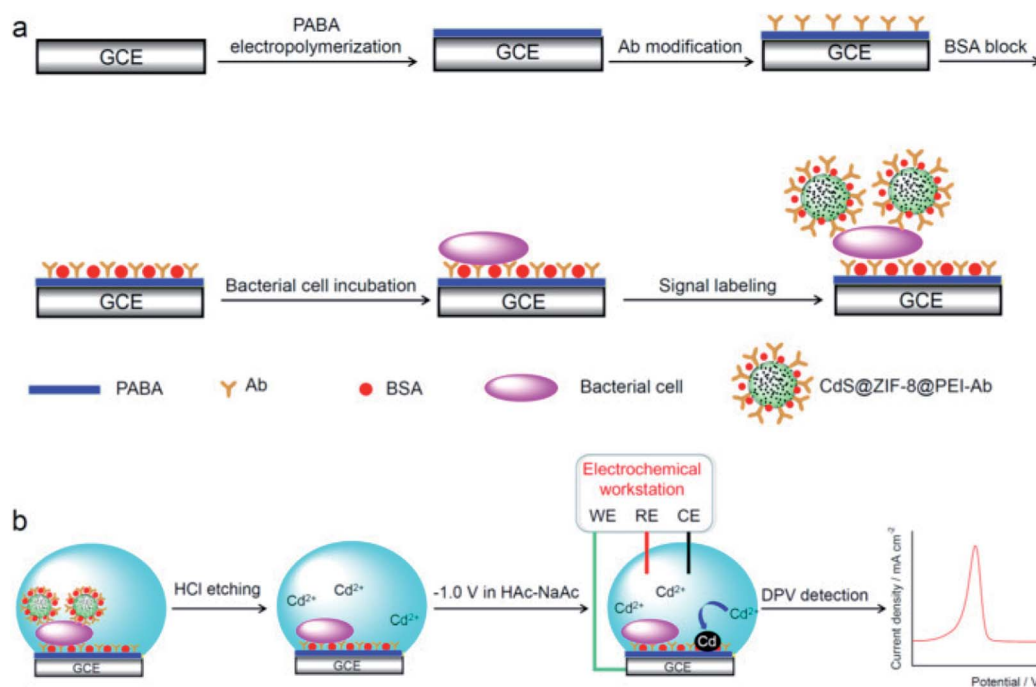 a
PABA
electropolymerization
Ab modification
BSA block
GCE
GCE
GCE
Bacterial cell incubation
Signal labeling
GCE
GCE
GCE
PABA
Ab
BSA
Bacterial cell
CdS@ZIF-8@PEI-Ab
b
Electrochemical
workstation
WE RE CE
HCl etching
-1.0 V in HAc-NaAc
DPV detection
Cd²⁺
Cd²⁺
Cd²⁺
Cd²⁺
Cd²⁺
Cd²⁺
Cd
GCE
GCE
GCE
Current density / mA cm⁻²
Potential / V